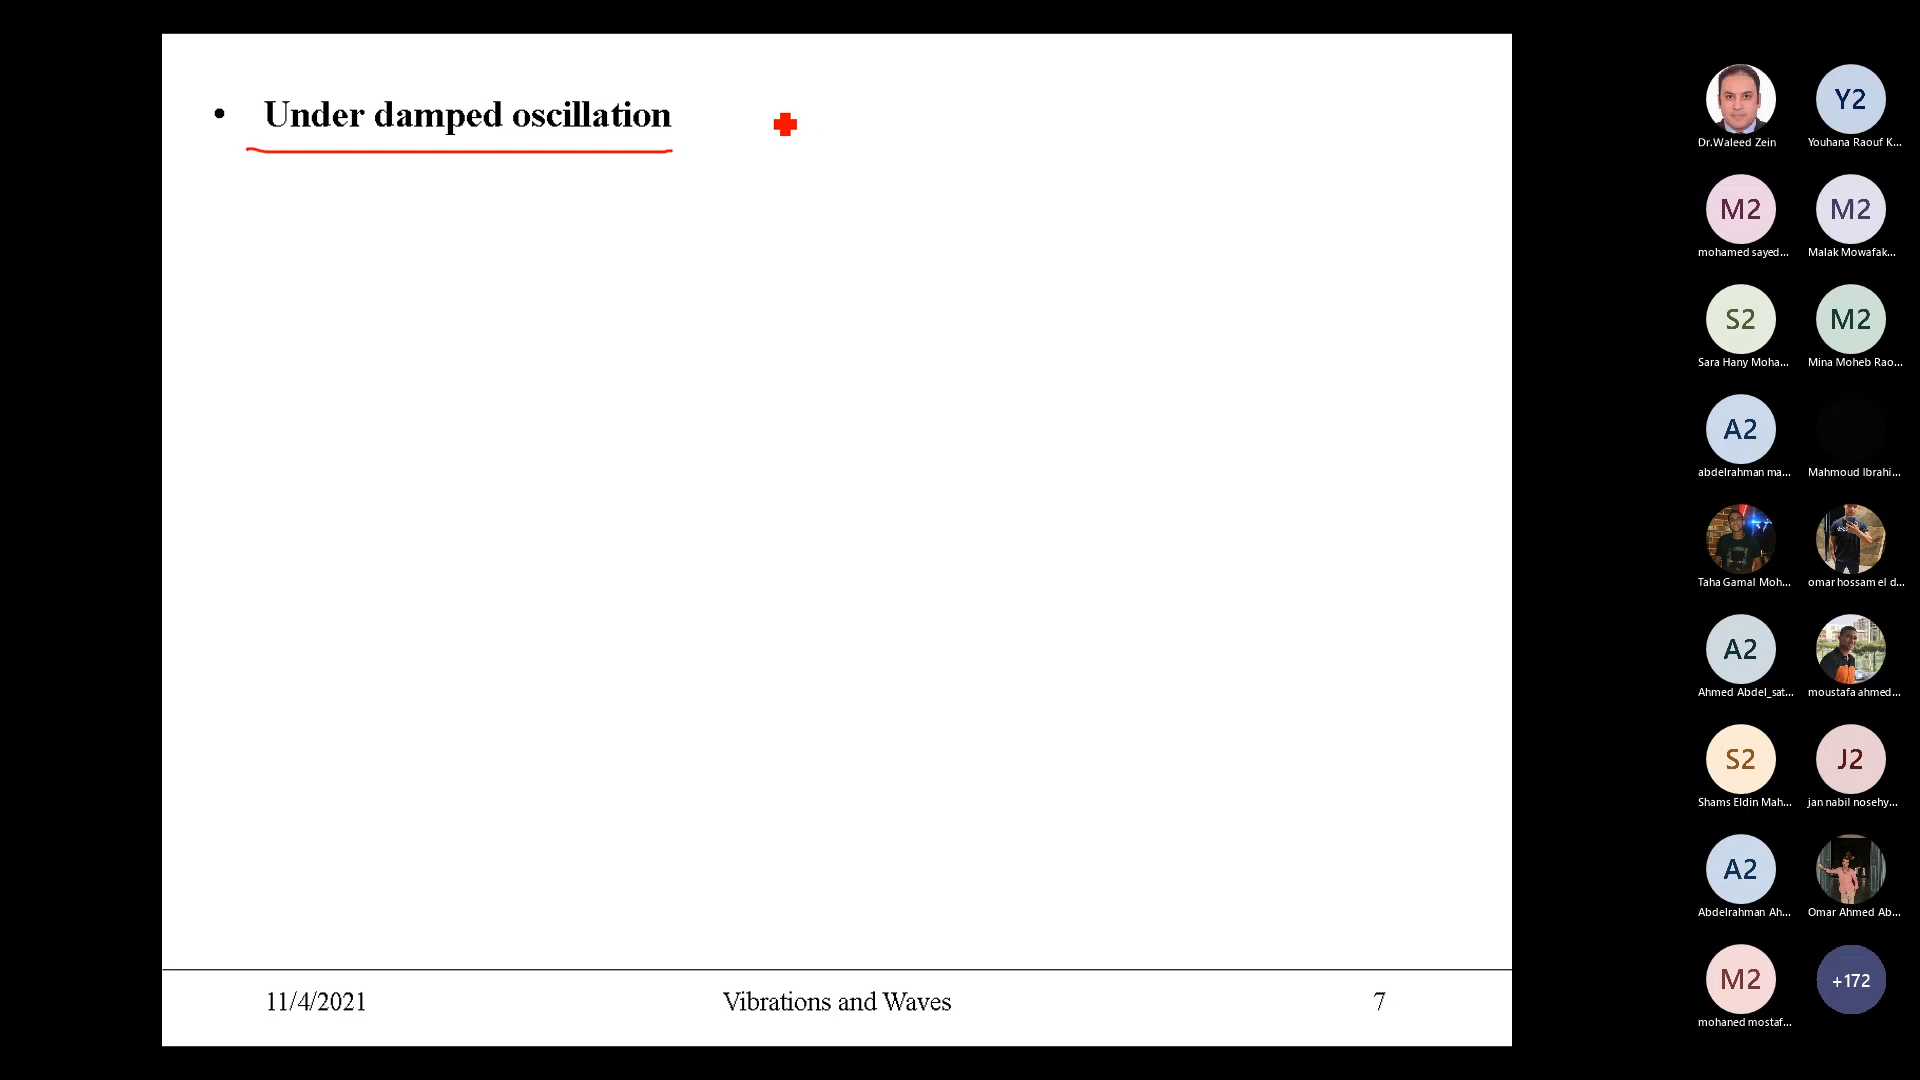 • Under damped oscillation
11/4/2021 Vibrations and Waves 7
Y2
Dr.Waleed Zein Youhana Raouf K...
M2 M2
mohamed sayed... Malak Mowafak...
S2 M2
Sara Hany Moha... Mina Moheb Rao...
A2
abdelrahman ma... Mahmoud Ibrahi...
Taha Gamal Moh... omar hossam el d...
A2
Ahmed Abdel_sat... moustafa ahmed...
S2 J2
Shams Eldin Mah... jan nabil nosehy...
A2
Abdelrahman Ah... Omar Ahmed Ab...
M2 +172
mohaned mostaf...